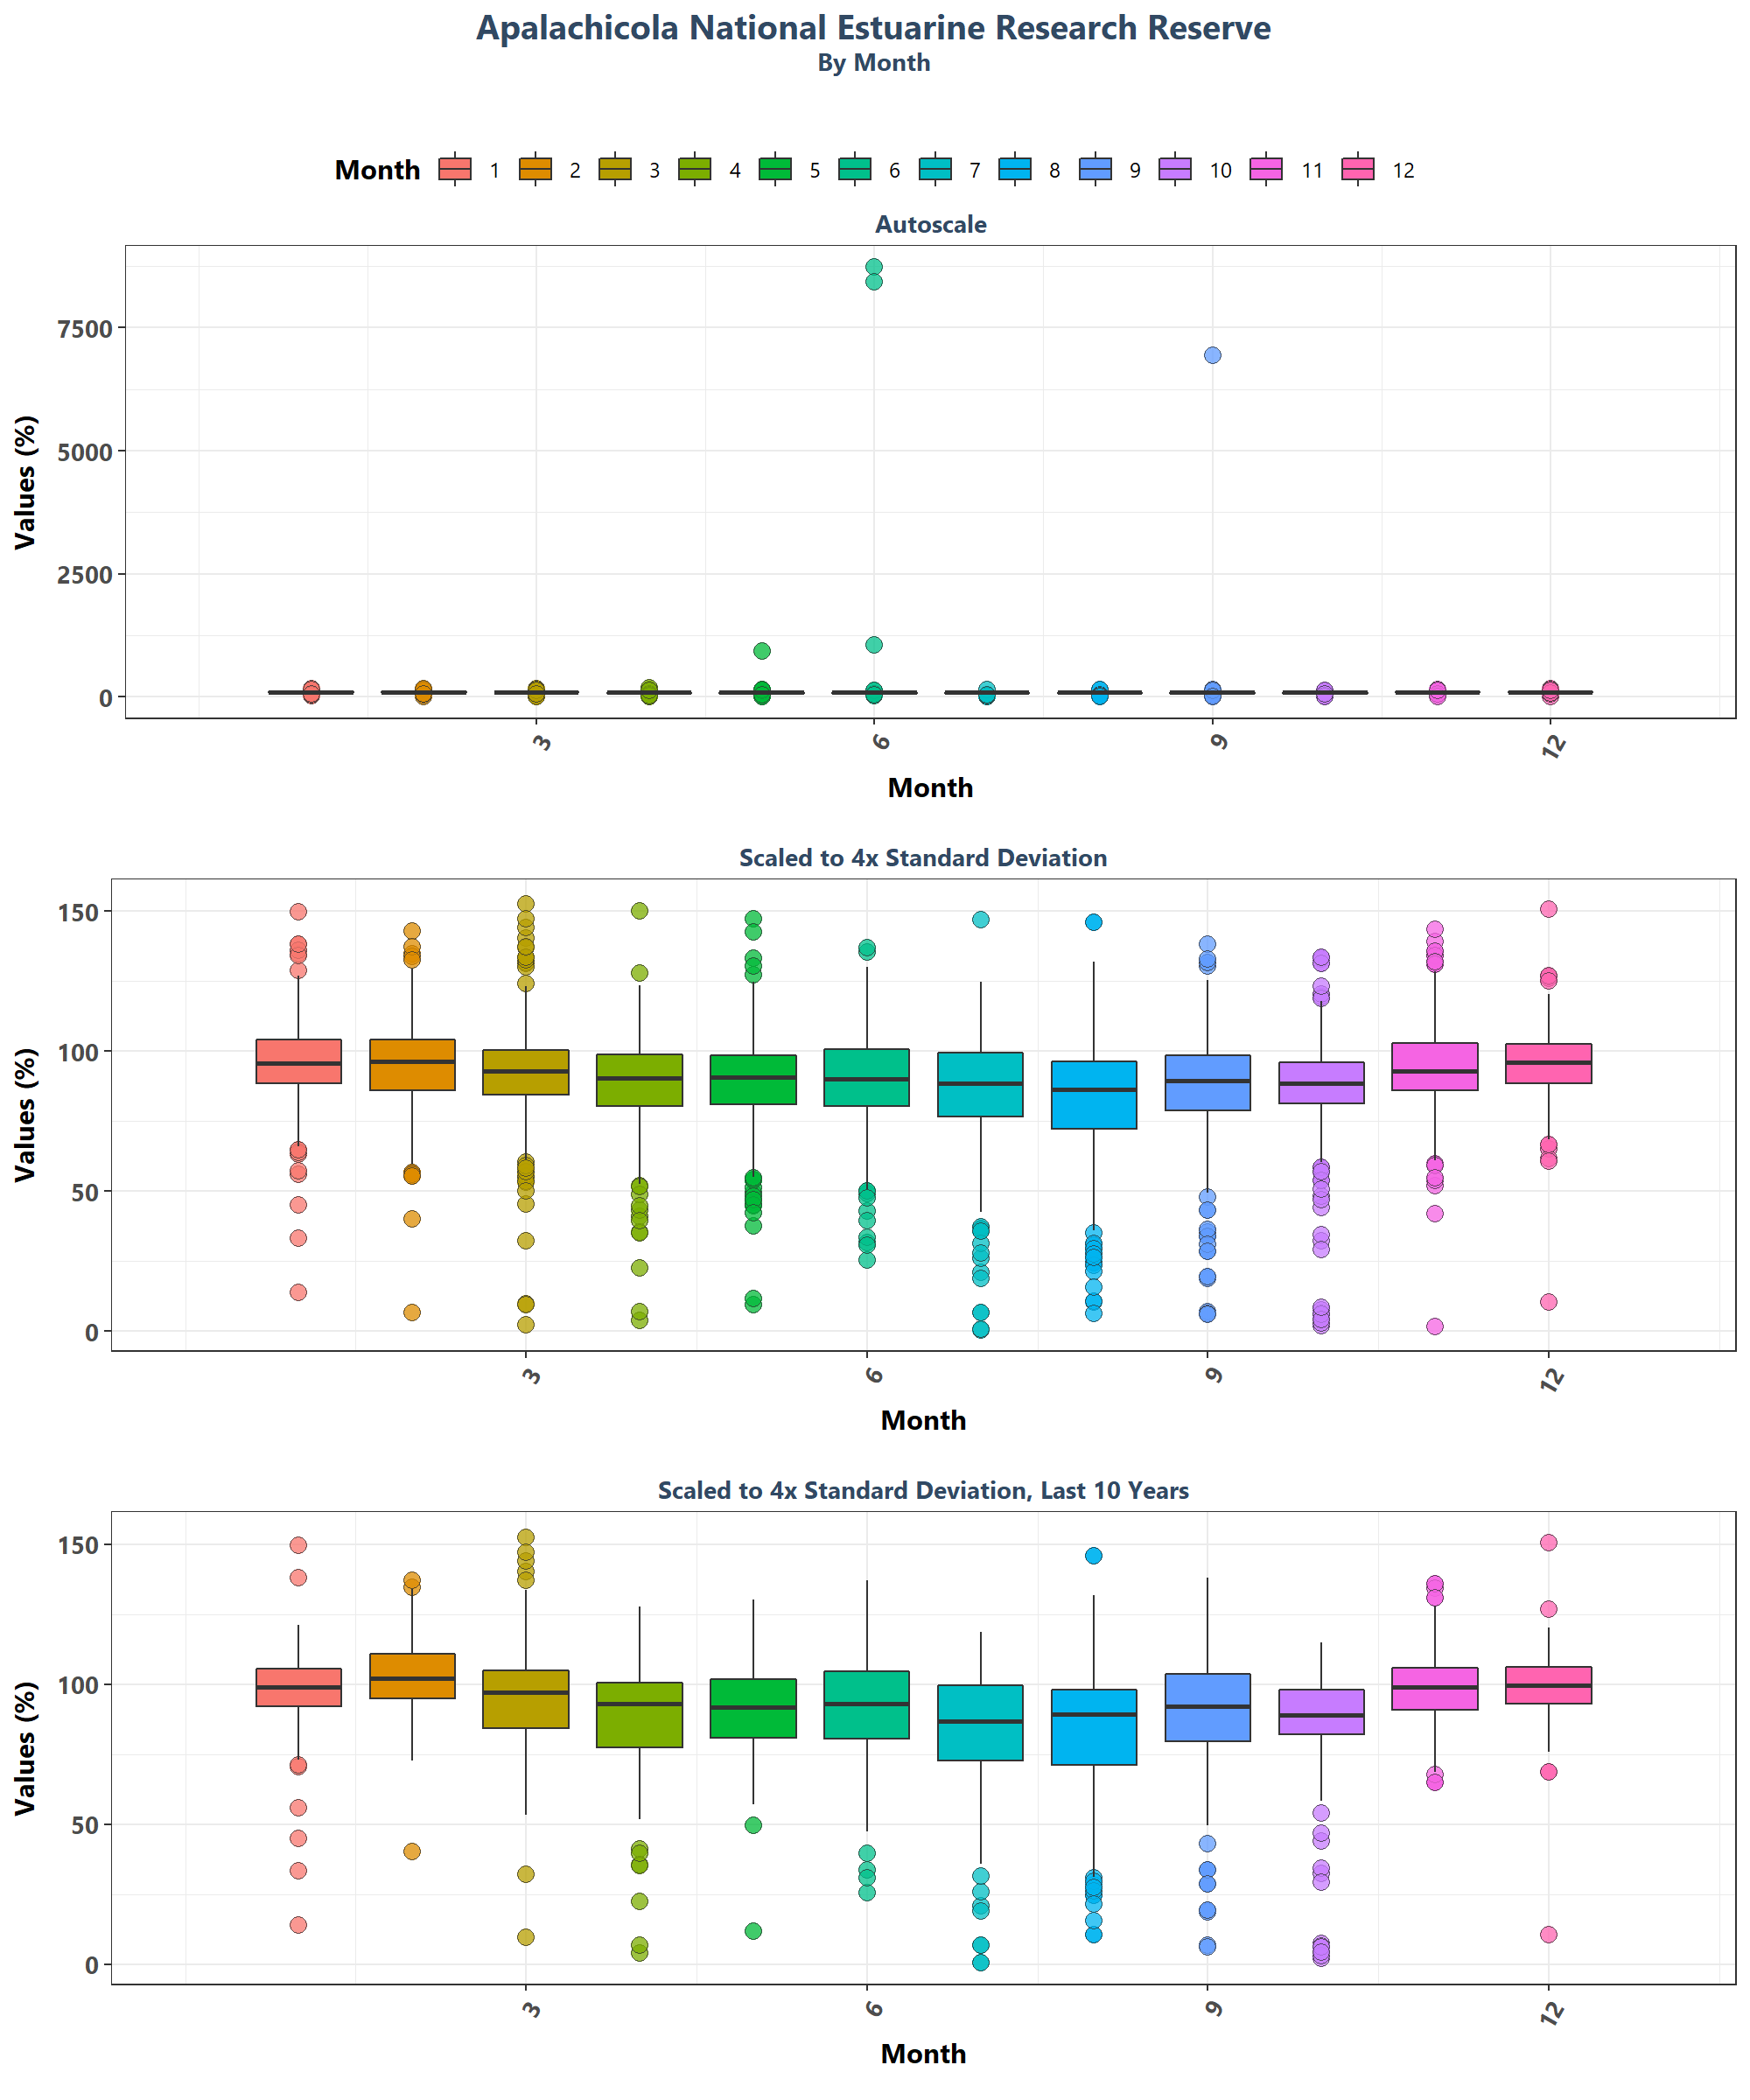 Apalachicola National Estuarine Research Reserve
By Month
Month 1 2 3 4 5 6 7 8 9 10 11 12
Autoscale
Values (%)
7500
5000
2500
0
3 6 9 12
Month
Scaled to 4x Standard Deviation
Values (%)
150
100
50
0
3 6 9 12
Month
Scaled to 4x Standard Deviation, Last 10 Years
Values (%)
150
100
50
0
3 6 9 12
Month